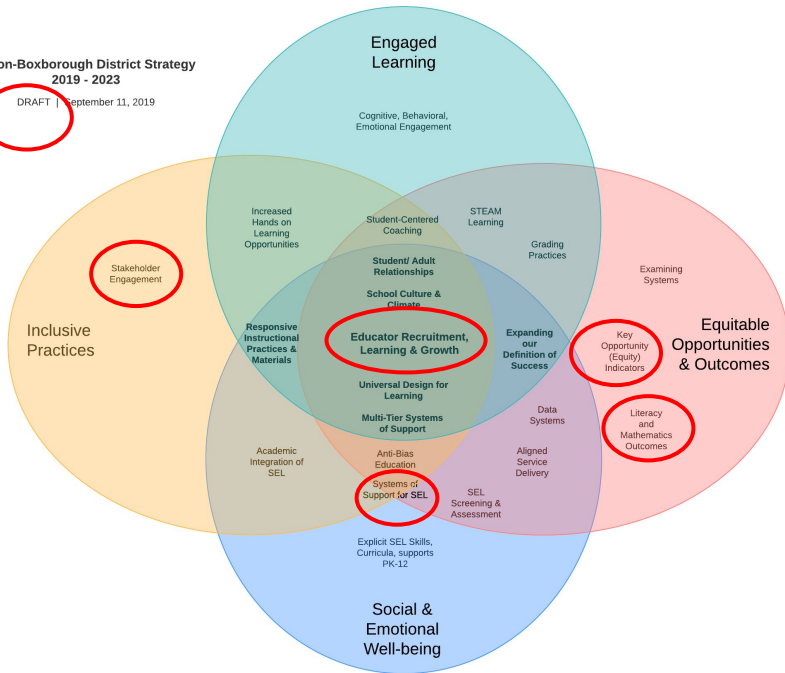 on-Boxborough District Strategy
2019 - 2023
DRAFT | September 11, 2019
Engaged
Learning
Cognitive, Behavioral,
Emotional Engagement
Increased
Hands on
Learning
Opportunities
Student-Centered
Coaching
STEAM
Learning
Grading
Practices
Stakeholder
Engagement
Student/ Adult
Relationships
Examining
Systems
School Culture &
Climate
Inclusive
Practices
Responsive
Instructional
Practices &
Materials
Educator Recruitment,
Learning & Growth
Expanding
our
Definition of
Success
Key
Opportunity
(Equity)
Indicators
Equitable
Opportunities
& Outcomes
Universal Design for
Learning
Multi-Tier Systems
of Support
Data
Systems
Literacy
and
Mathematics
Outcomes
Academic
Integration of
SEL
Anti-Bias
Education
Aligned
Service
Delivery
Systems of
Support for SEL
SEL
Screening &
Assessment
Explicit SEL Skills,
Curricula, supports
PK-12
Social &
Emotional
Well-being